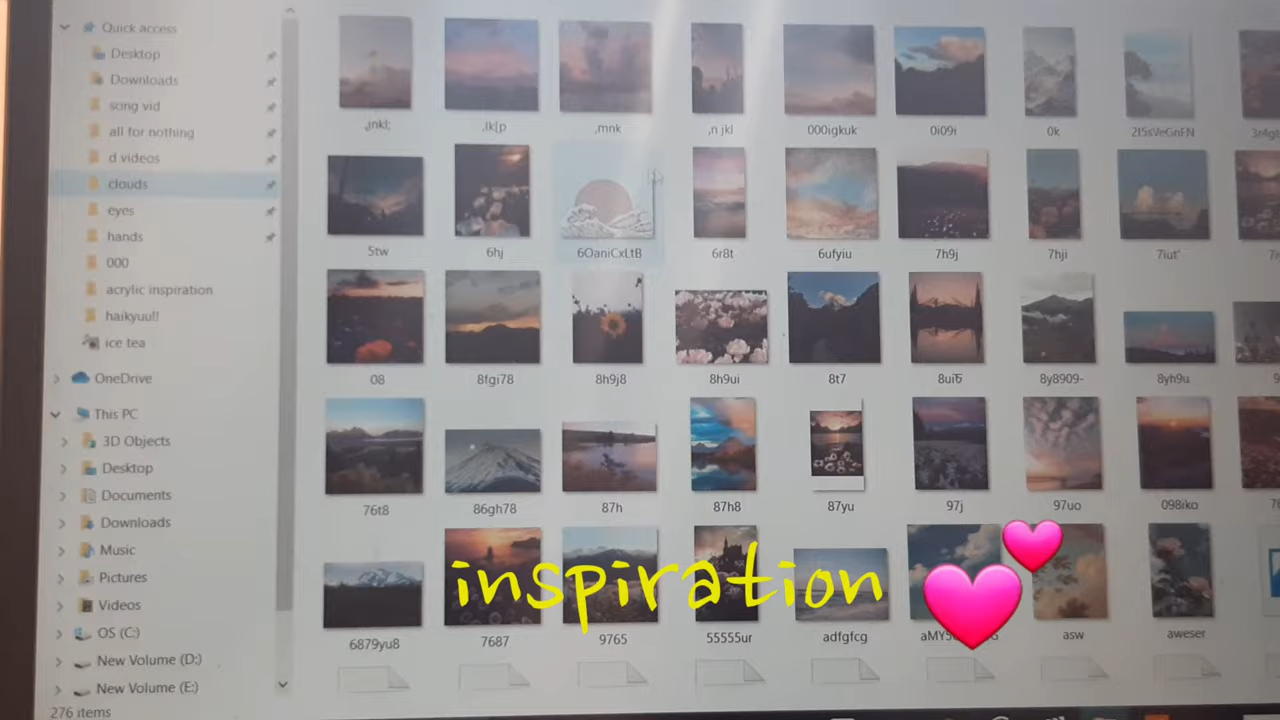 Quick access
Desktop
Downloads
song vid
all for nothing
d videos
clouds
eyes
hands
000
acrylic inspiration
haikyuu!!
ice tea
OneDrive
This PC
3D Objects
Desktop
Documents
Downloads
Music
Pictures
Videos
OS (C:)
New Volume (D:)
New Volume (E:)
276 items
,jnkl;
,lk[p
,mnk
,n jkl
000igkuk
0i09i
0k
5tw
6hj
6OaniCxLtB
6r8t
6ufyiu
7h9j
7hji
7iut'
08
8fgi78
8h9j8
8h9ui
8t7
8ui6
8y8909-
8yh9u
76t8
86gh78
87h
87h8
87yu
97j
97uo
098iko
6879yu8
7687
9765
55555ur
adfgfcg
asw
aweser
inspiration